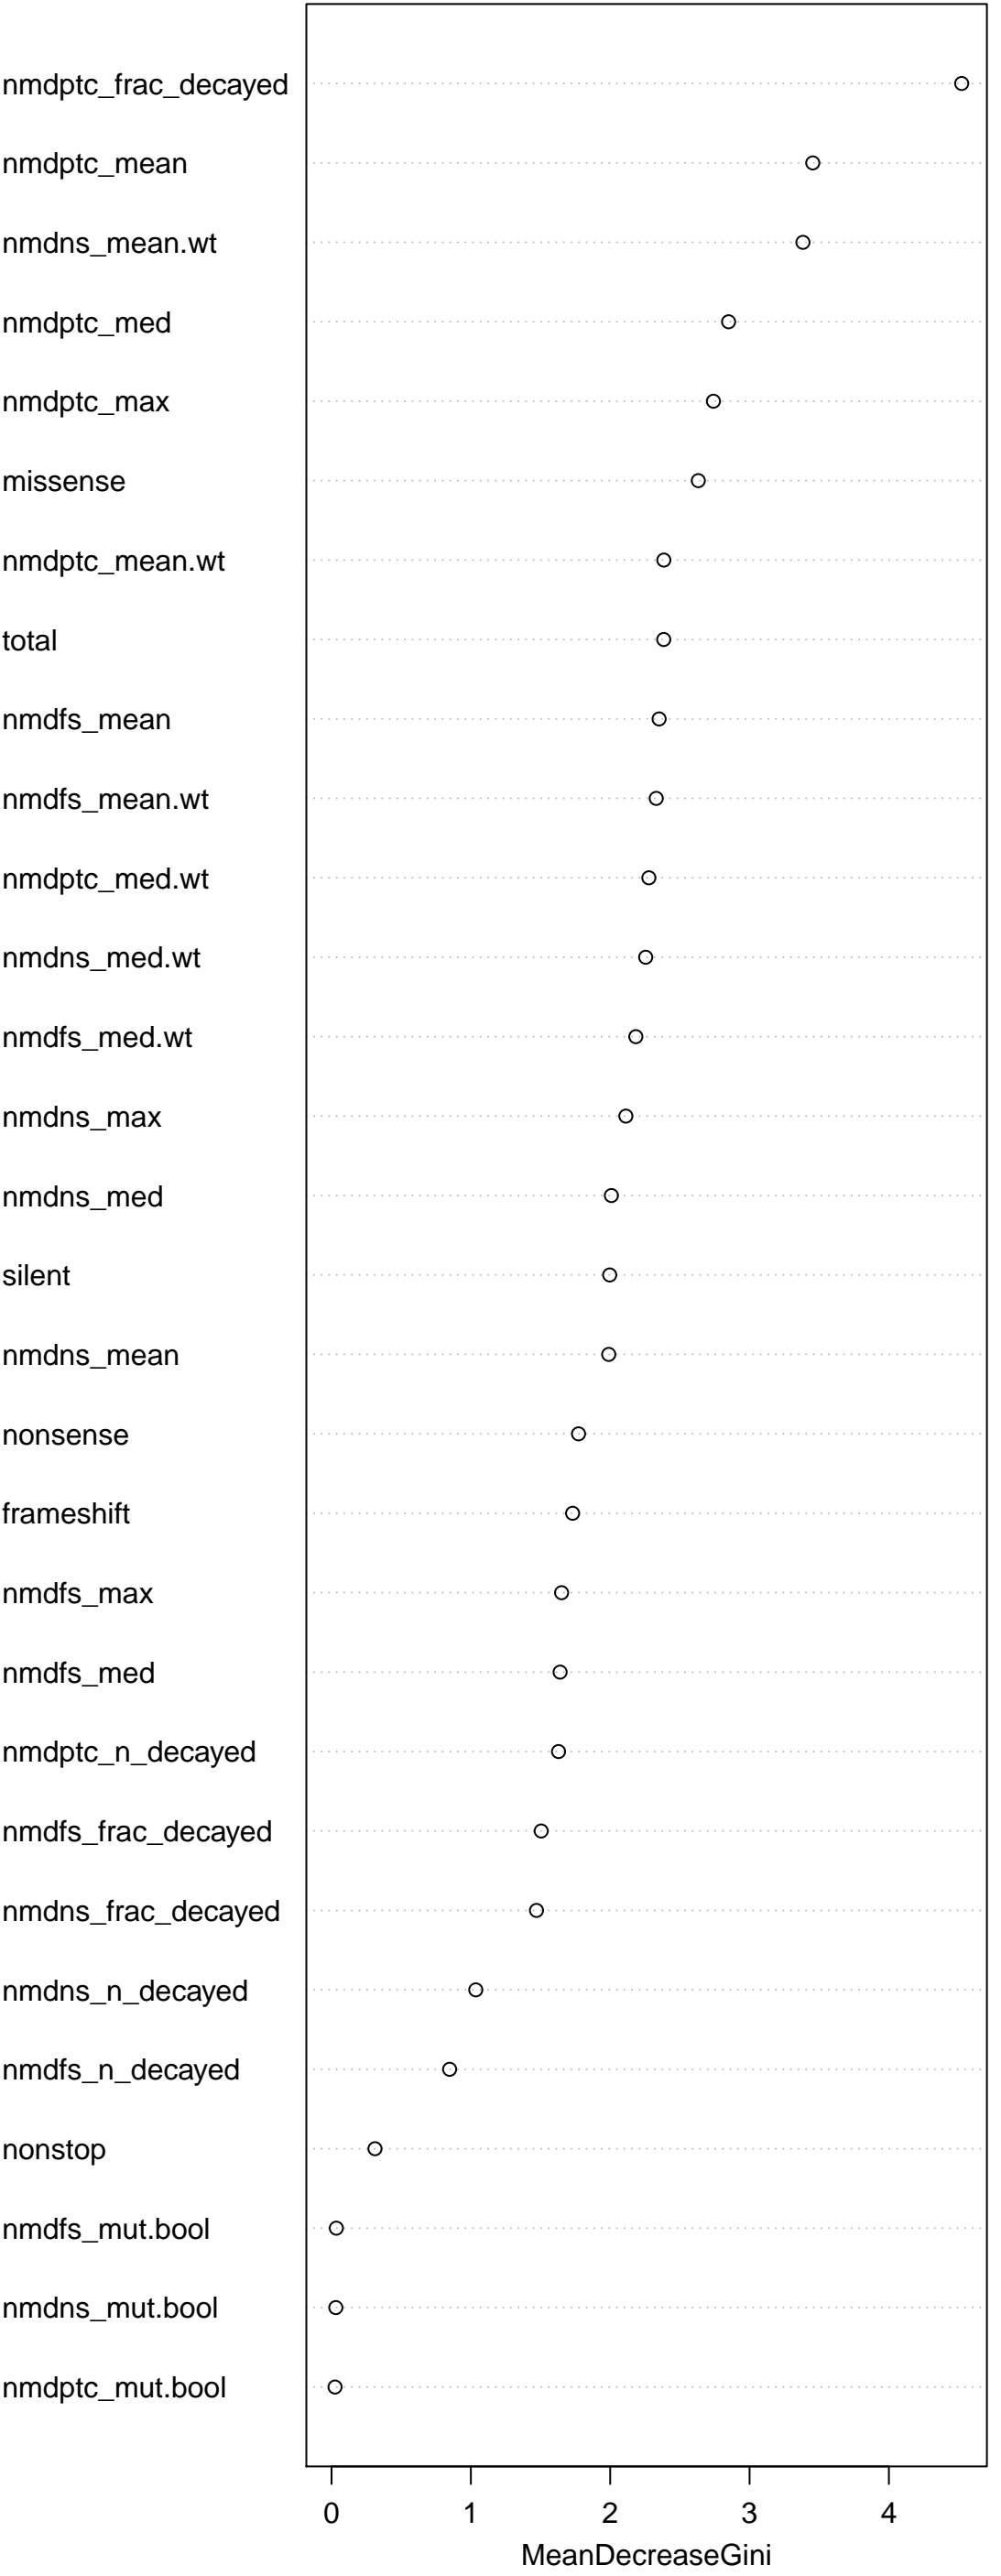 nmdptc_frac_decayed
nmdptc_mean
nmdns_mean.wt
nmdptc_med
nmdptc_max
missense
nmdptc_mean.wt
total
nmdfs_mean
nmdfs_mean.wt
nmdptc_med.wt
nmdns_med.wt
nmdfs_med.wt
nmdns_max
nmdns_med
silent
nmdns_mean
nonsense
frameshift
nmdfs_max
nmdfs_med
nmdptc_n_decayed
nmdfs_frac_decayed
nmdns_frac_decayed
nmdns_n_decayed
nmdfs_n_decayed
nonstop
nmdfs_mut.bool
nmdns_mut.bool
nmdptc_mut.bool
0 1 2 3 4
MeanDecreaseGini